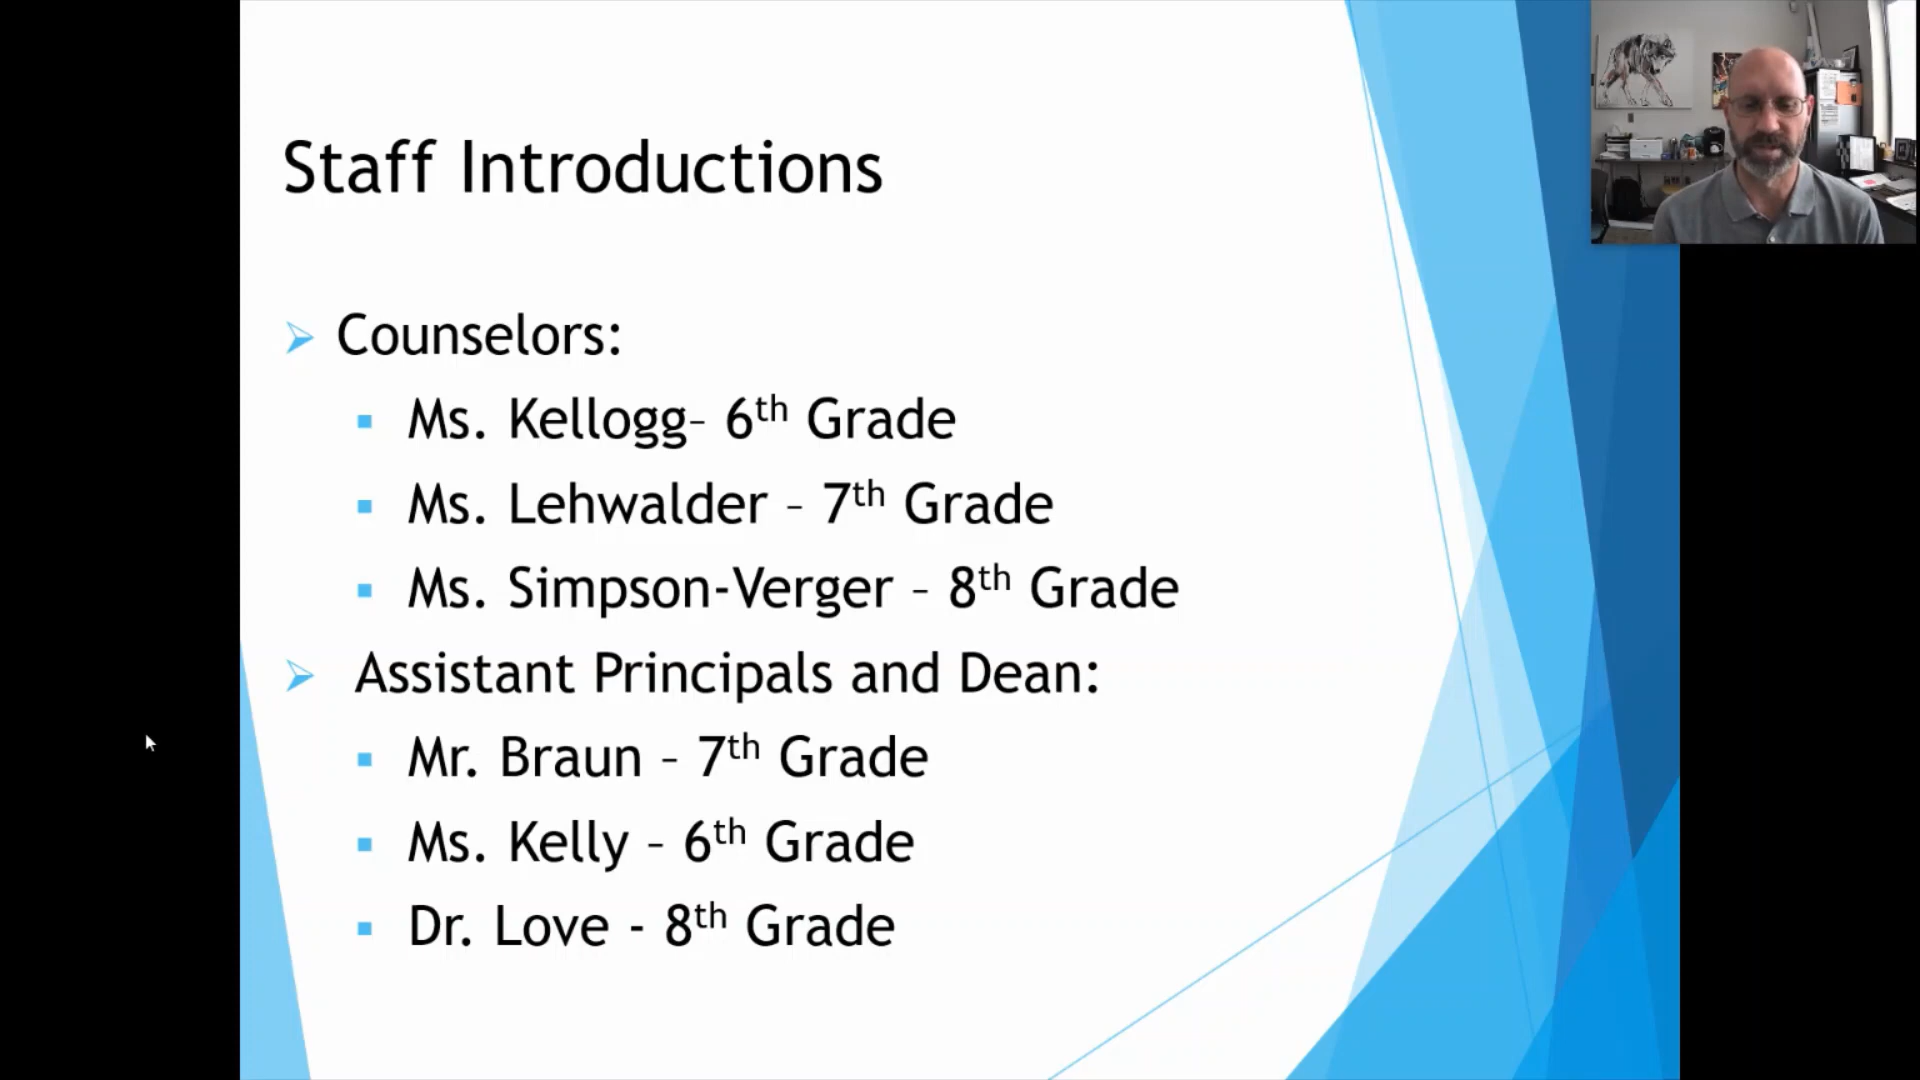 Staff Introductions
Counselors:
Ms. Kellogg– 6th Grade
Ms. Lehwalder – 7th Grade
Ms. Simpson-Verger – 8th Grade
Assistant Principals and Dean:
Mr. Braun – 7th Grade
Ms. Kelly – 6th Grade
Dr. Love - 8th Grade